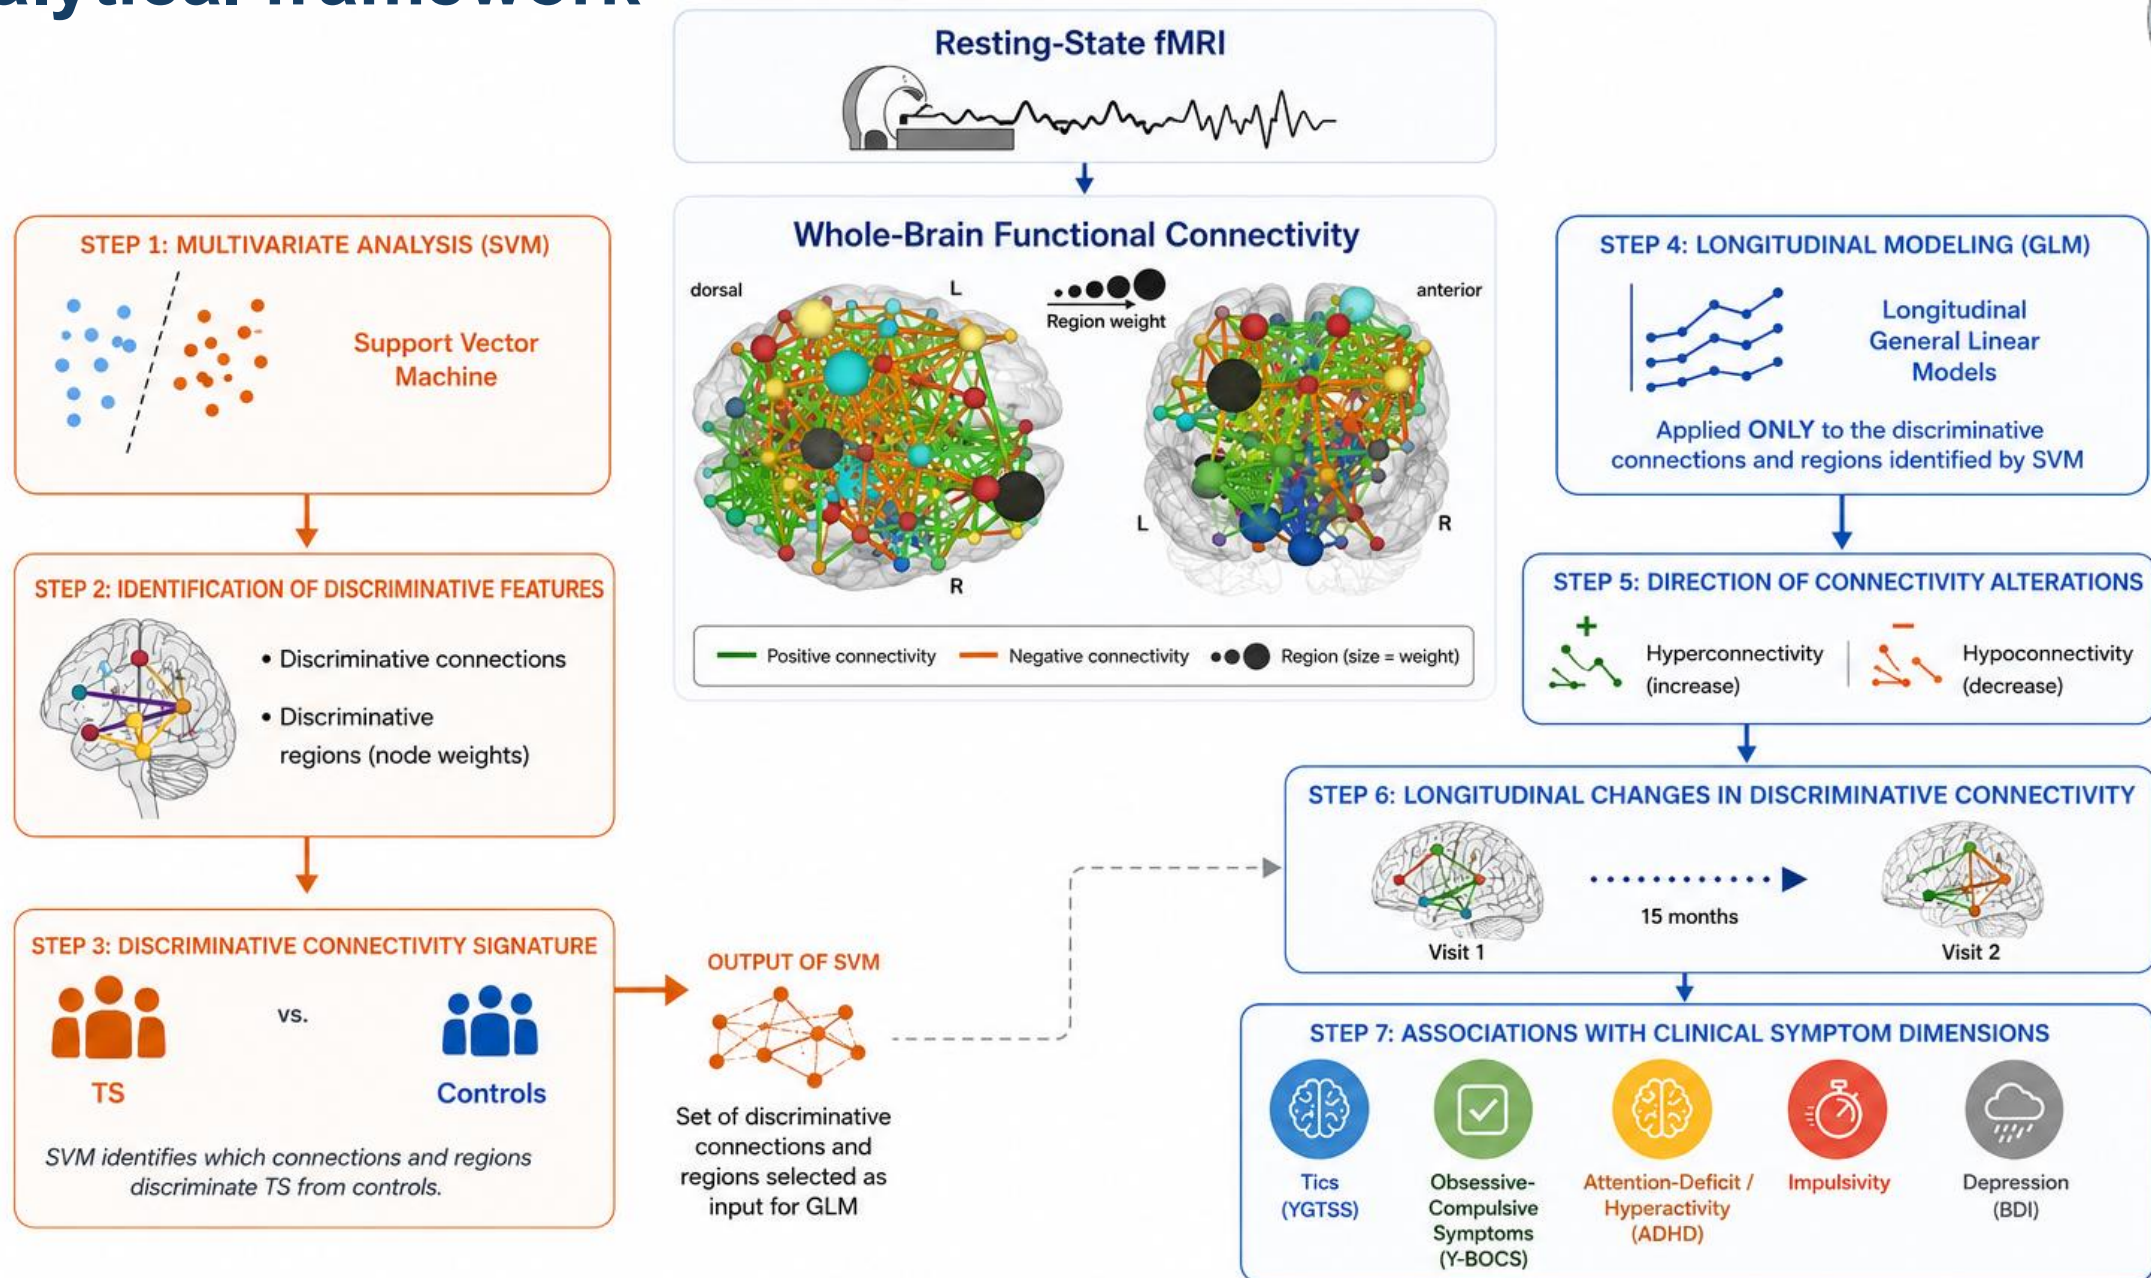 Resting-State fMRI
Whole-Brain Functional Connectivity
dorsal
L
Region weight
anterior
L
R
R
Positive connectivity
Negative connectivity
Region (size = weight)
STEP 1: MULTIVARIATE ANALYSIS (SVM)
Support Vector
Machine
STEP 2: IDENTIFICATION OF DISCRIMINATIVE FEATURES
• Discriminative connections
• Discriminative
regions (node weights)
STEP 3: DISCRIMINATIVE CONNECTIVITY SIGNATURE
TS
vs.
Controls
SVM identifies which connections and regions
discriminate TS from controls.
OUTPUT OF SVM
Set of discriminative
connections and
regions selected as
input for GLM
STEP 4: LONGITUDINAL MODELING (GLM)
Longitudinal
General Linear
Models
Applied ONLY to the discriminative
connections and regions identified by SVM
STEP 5: DIRECTION OF CONNECTIVITY ALTERATIONS
+
Hyperconnectivity
(increase)
−
Hypoconnectivity
(decrease)
STEP 6: LONGITUDINAL CHANGES IN DISCRIMINATIVE CONNECTIVITY
Visit 1
15 months
Visit 2
STEP 7: ASSOCIATIONS WITH CLINICAL SYMPTOM DIMENSIONS
Tics
(YGTSS)
Obsessive-
Compulsive
Symptoms
(Y-BOCS)
Attention-Deficit /
Hyperactivity
(ADHD)
Impulsivity
Depression
(BDI)